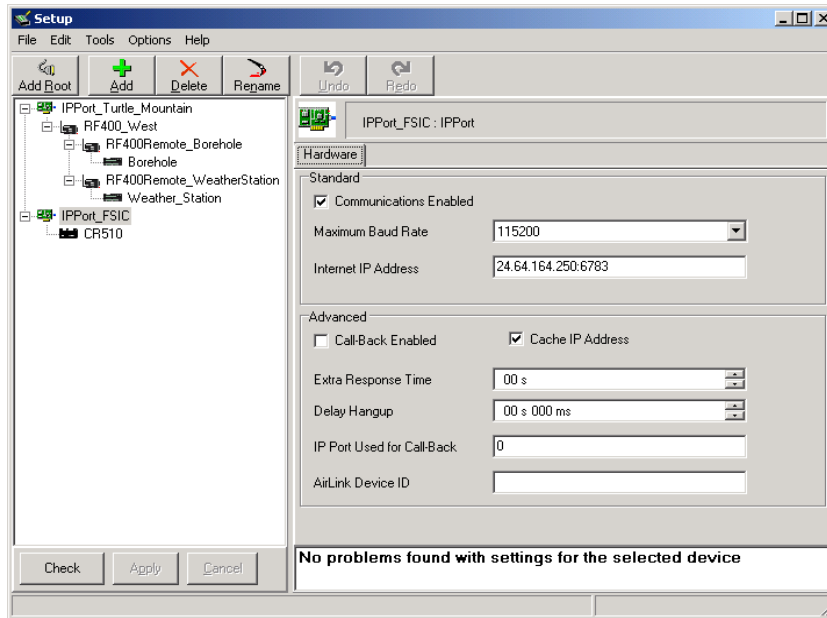 Setup
File Edit Tools Options Help
Add Root Add Delete Rename Undo Redo
IPPort_Turtle_Mountain
RF400_West
RF400Remote_Borehole
Borehole
RF400Remote_WeatherStation
Weather_Station
IPPort_FSIC
CR510
Check Apply Cancel
IPPort_FSIC : IPPort
Hardware
Standard
Communications Enabled
Maximum Baud Rate 115200
Internet IP Address 24.64.164.250:6783
Advanced
Call-Back Enabled Cache IP Address
Extra Response Time 00 s
Delay Hangup 00 s 000 ms
IP Port Used for Call-Back 0
AirLink Device ID
No problems found with settings for the selected device